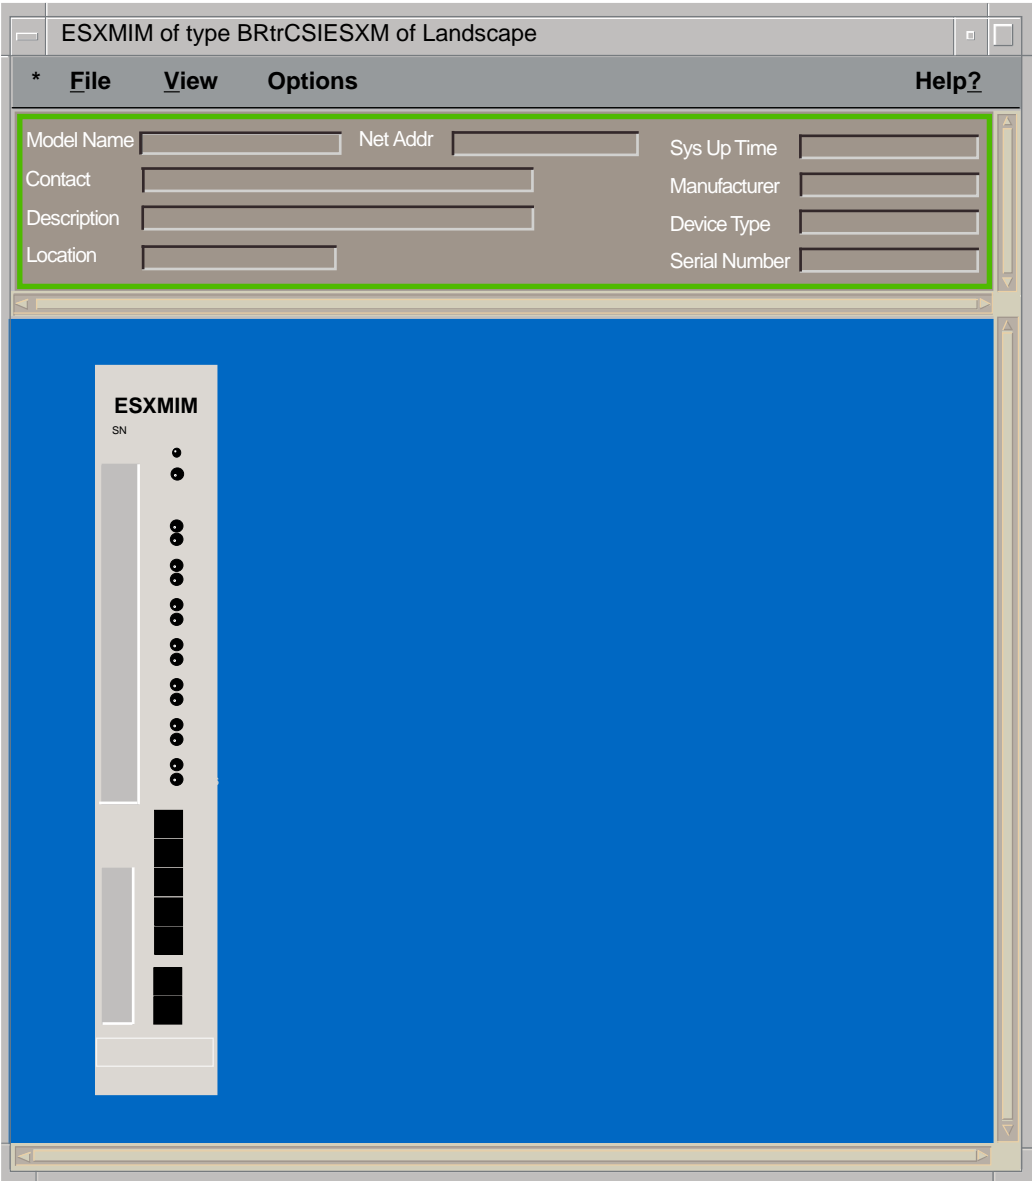 ESXMIM of type BRtrCSIESXM of Landscape
* File View Options Help?
Model Name Net Addr Sys Up Time
Contact Manufacturer
Description Device Type
Location Serial Number
ESXMIM
SN